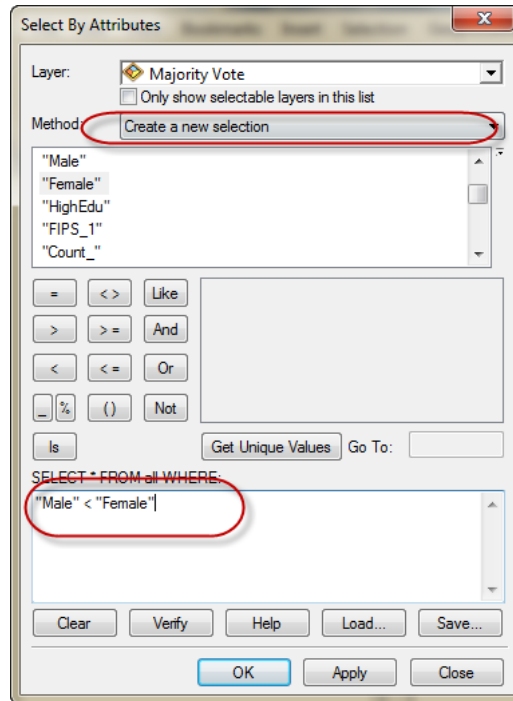 Select By Attributes
Layer: Majority Vote
Only show selectable layers in this list
Method: Create a new selection
"Male"
"Female"
"HighEdu"
"FIPS_1"
"Count_"
= < > Like
> > = And
< < = Or
_ % () Not
Is Get Unique Values Go To:
SELECT * FROM all WHERE:
"Male" < "Female"
Clear Verify Help Load... Save...
OK Apply Close